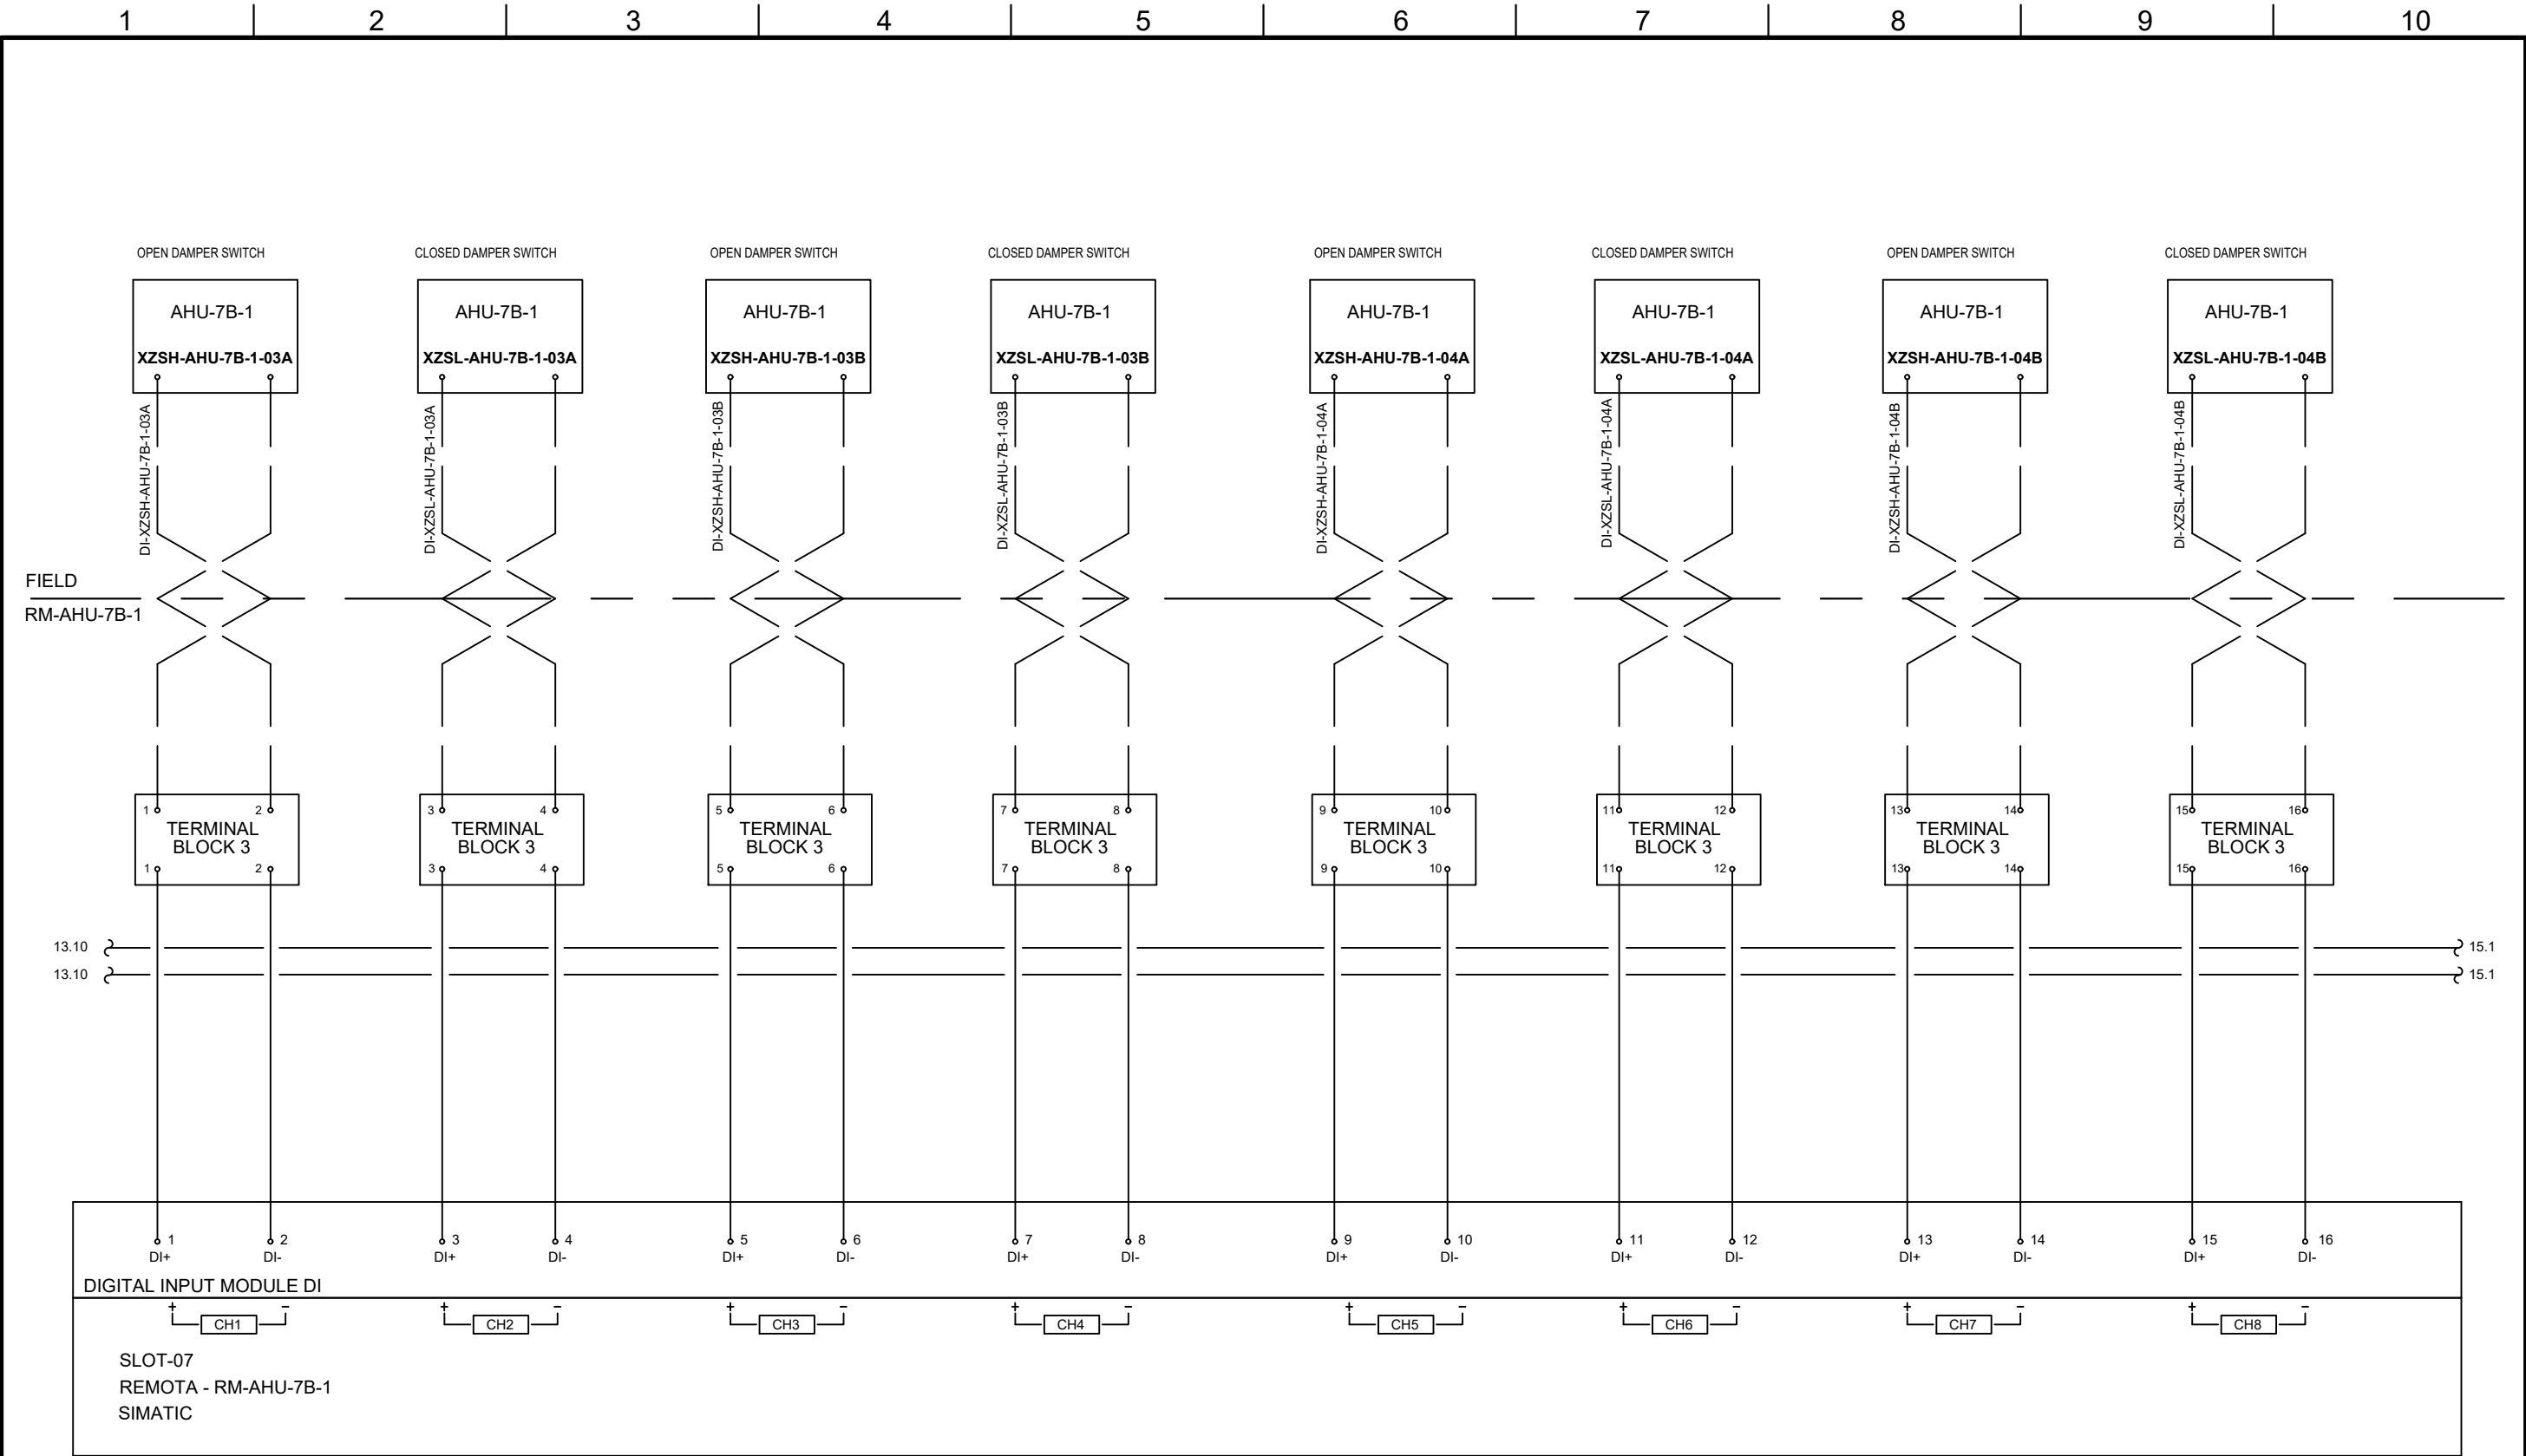 1 2 3 4 5 6 7 8 9 10
OPEN DAMPER SWITCH CLOSED DAMPER SWITCH OPEN DAMPER SWITCH CLOSED DAMPER SWITCH OPEN DAMPER SWITCH CLOSED DAMPER SWITCH OPEN DAMPER SWITCH CLOSED DAMPER SWITCH
AHU-7B-1 AHU-7B-1 AHU-7B-1 AHU-7B-1 AHU-7B-1 AHU-7B-1 AHU-7B-1 AHU-7B-1
XZSH-AHU-7B-1-03A XZSL-AHU-7B-1-03A XZSH-AHU-7B-1-03B XZSL-AHU-7B-1-03B XZSH-AHU-7B-1-04A XZSL-AHU-7B-1-04A XZSH-AHU-7B-1-04B XZSL-AHU-7B-1-04B
DI-XZSH-AHU-7B-1-03A DI-XZSL-AHU-7B-1-03A DI-XZSH-AHU-7B-1-03B DI-XZSL-AHU-7B-1-03B DI-XZSH-AHU-7B-1-04A DI-XZSL-AHU-7B-1-04A DI-XZSH-AHU-7B-1-04B DI-XZSL-AHU-7B-1-04B
FIELD
RM-AHU-7B-1
1 2 3 4 5 6 7 8 9 10 11 12 13 14 15 16
TERMINAL TERMINAL TERMINAL TERMINAL TERMINAL TERMINAL TERMINAL TERMINAL
BLOCK 3 BLOCK 3 BLOCK 3 BLOCK 3 BLOCK 3 BLOCK 3 BLOCK 3 BLOCK 3
1 2 3 4 5 6 7 8 9 10 11 12 13 14 15 16
13.10 15.1
13.10 15.1
1 2 3 4 5 6 7 8 9 10 11 12 13 14 15 16
DI+ DI- DI+ DI- DI+ DI- DI+ DI- DI+ DI- DI+ DI- DI+ DI- DI+ DI-
DIGITAL INPUT MODULE DI
+ - + - + - + - + - + - + - + -
CH1 CH2 CH3 CH4 CH5 CH6 CH7 CH8
SLOT-07
REMOTA - RM-AHU-7B-1
SIMATIC